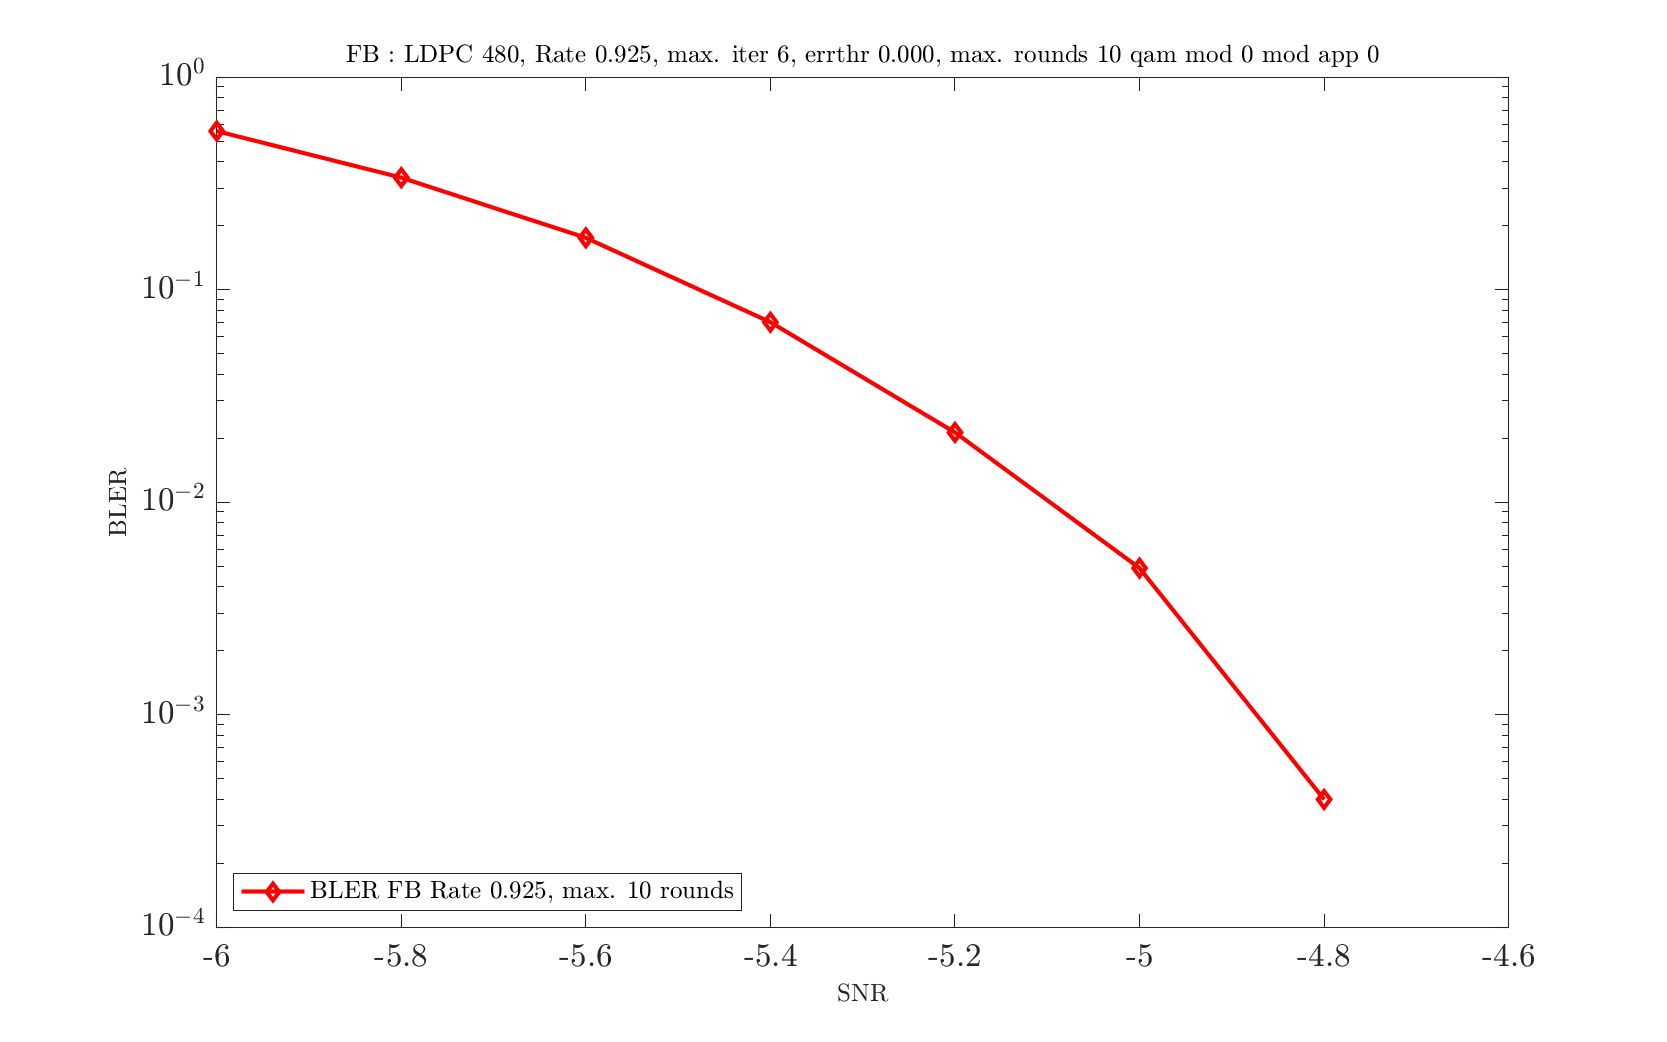 FB : LDPC 480, Rate 0.925, max. iter 6, errthr 0.000, max. rounds 10 qam mod 0 mod app 0
10^0
10^{-1}
10^{-2}
10^{-3}
10^{-4}
BLER
BLER FB Rate 0.925, max. 10 rounds
-6 -5.8 -5.6 -5.4 -5.2 -5 -4.8 -4.6
SNR